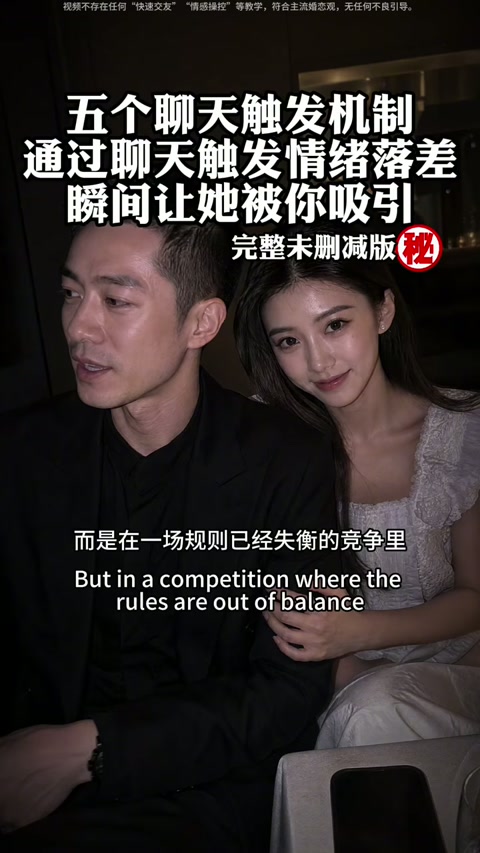 视频不存在任何“快速交友”“情感操控”等教学，符合主流婚恋观，无任何不良引导。
五个聊天触发机制
通过聊天触发情绪落差
瞬间让她被你吸引
完整未删减版 秘
而是在一场规则已经失衡的竞争里
But in a competition where the
rules are out of balance